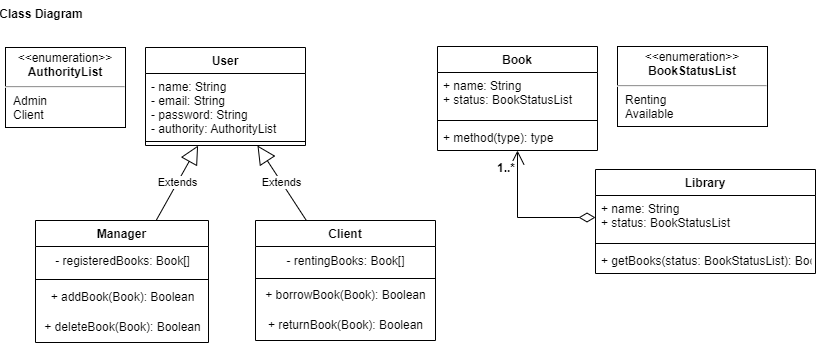 Class Diagram
<<enumeration>>
AuthorityList
Admin
Client
User
- name: String
- email: String
- password: String
- authority: AuthorityList
Extends
Extends
Manager
- registeredBooks: Book[]
+ addBook(Book): Boolean
+ deleteBook(Book): Boolean
Client
- rentingBooks: Book[]
+ borrowBook(Book): Boolean
+ returnBook(Book): Boolean
Book
+ name: String
+ status: BookStatusList
+ method(type): type
<<enumeration>>
BookStatusList
Renting
Available
1..*
Library
+ name: String
+ status: BookStatusList
+ getBooks(status: BookStatusList):